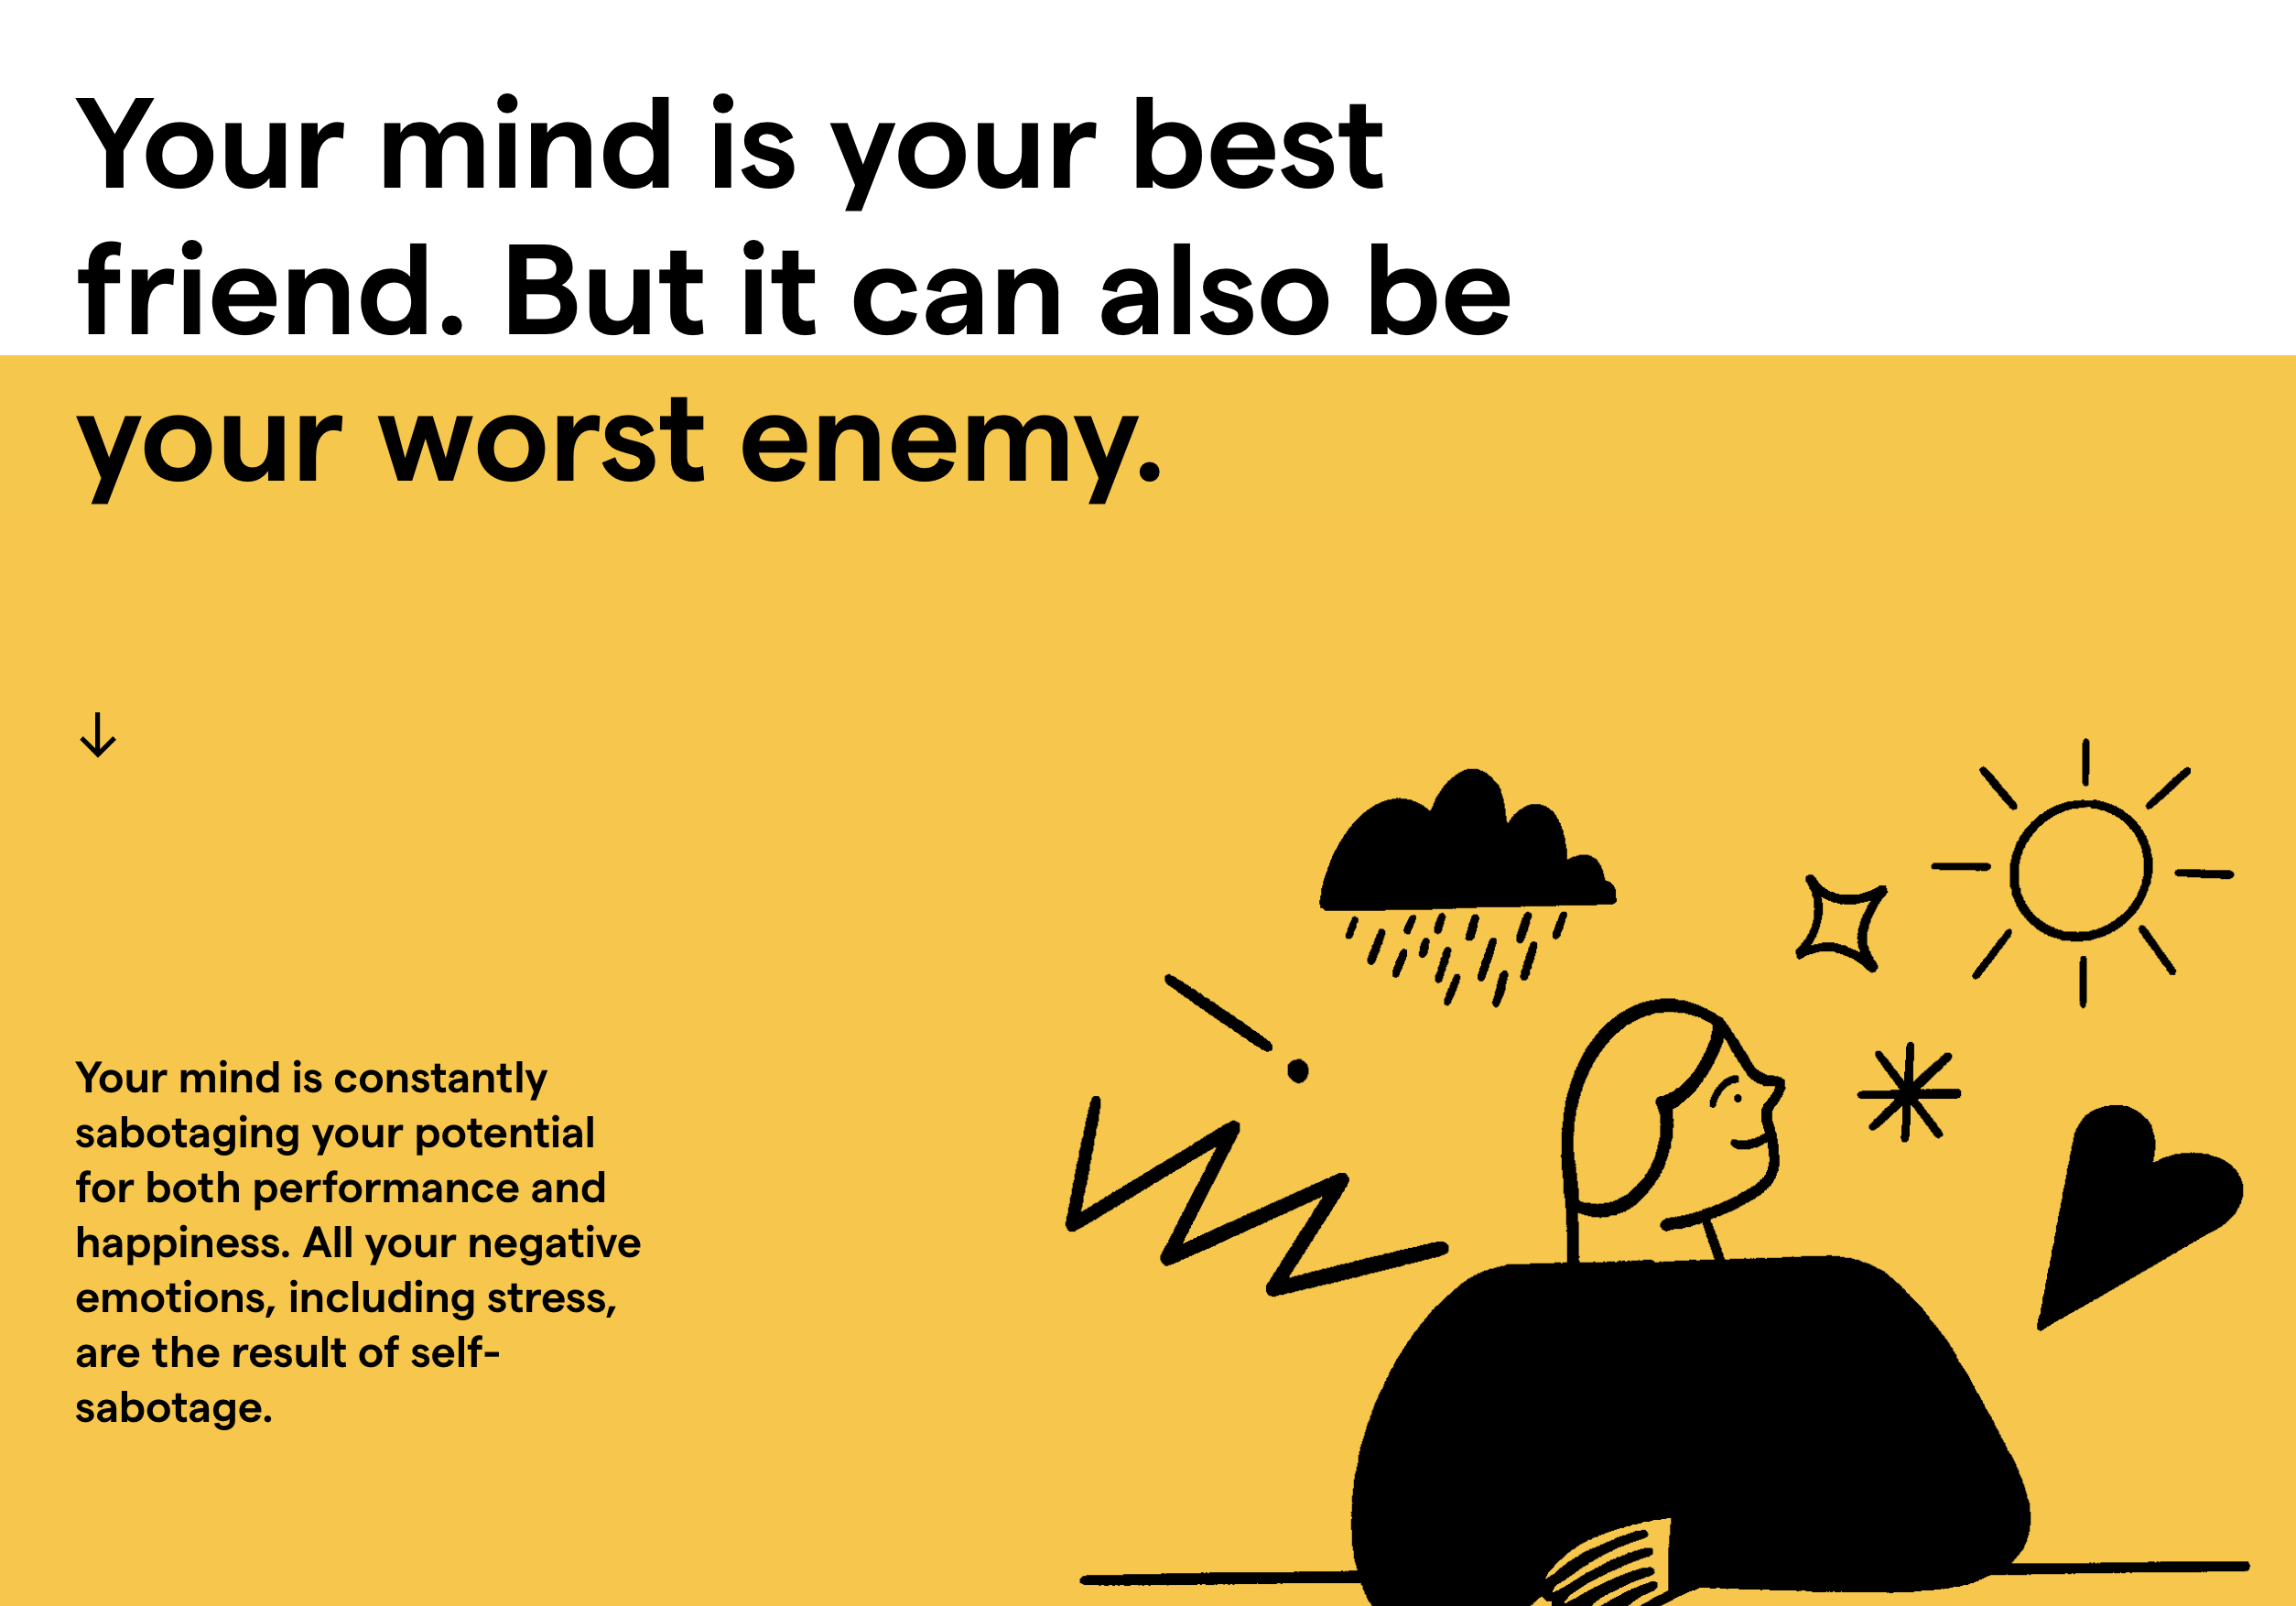 Your mind is your best
friend. But it can also be
your worst enemy.
↓
Your mind is constantly
sabotaging your potential
for both performance and
happiness. All your negative
emotions, including stress,
are the result of self-
sabotage.